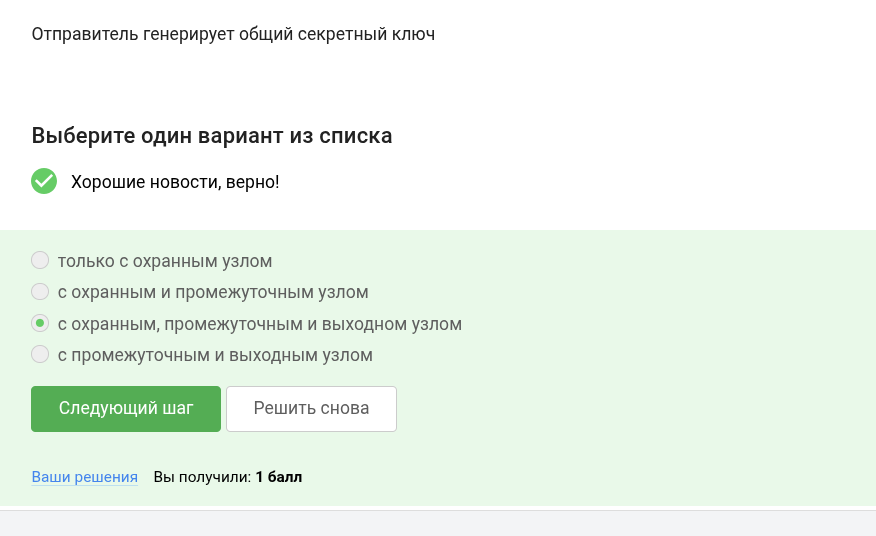 Отправитель генерирует общий секретный ключ
Выберите один вариант из списка
Хорошие новости, верно!
только с охранным узлом
с охранным и промежуточным узлом
с охранным, промежуточным и выходном узлом
с промежуточным и выходным узлом
Следующий шаг Решить снова
Ваши решения Вы получили: 1 балл